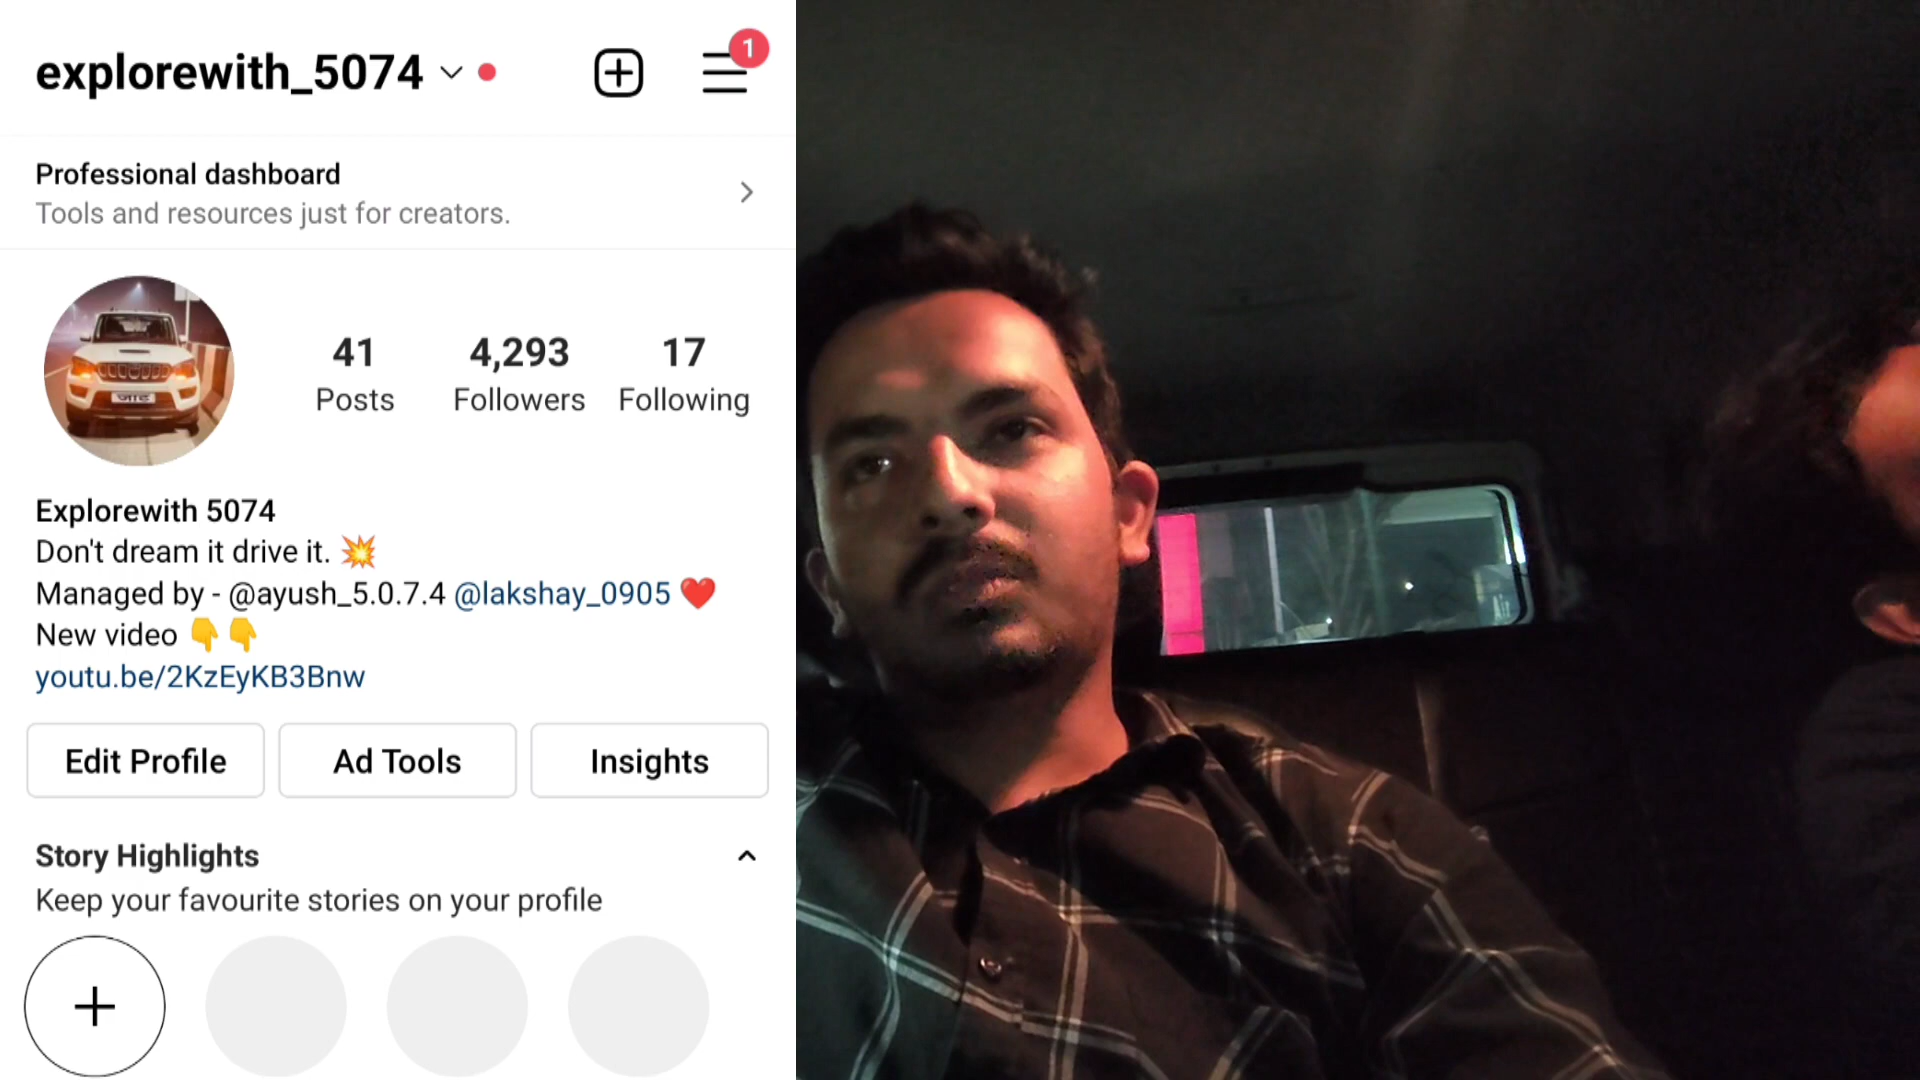 explorewith_5074
1
Professional dashboard
Tools and resources just for creators.
41 4,293 17
Posts Followers Following
Explorewith 5074
Don't dream it drive it. 💥
Managed by - @ayush_5.0.7.4 @lakshay_0905 ❤️
New video 👇👇
youtu.be/2KzEyKB3Bnw
Edit Profile Ad Tools Insights
Story Highlights
Keep your favourite stories on your profile